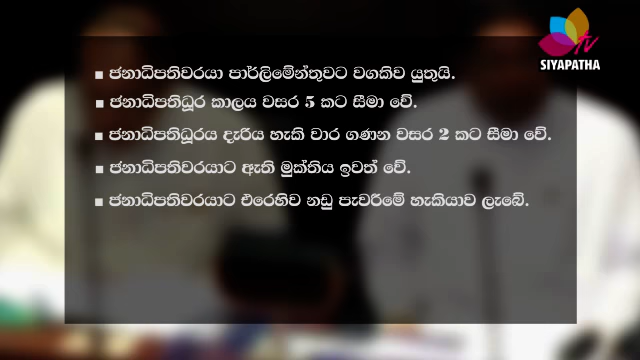 TV
SIYAPATHA
■ ජනාධිපතිවරයා පාර්ලිමේන්තුවට වගකිව යුතුයි.
■ ජනාධිපතිධූර කාලය වසර 5 කට සීමා වේ.
■ ජනාධිපතිධූරය දැරිය හැකි වාර ගණන වසර 2 කට සීමා වේ.
■ ජනාධිපතිවරයාට ඇති මුක්තිය ඉවත් වේ.
■ ජනාධිපතිවරයාට එරෙහිව නඩු පැවරීමේ හැකියාව ලැබේ.